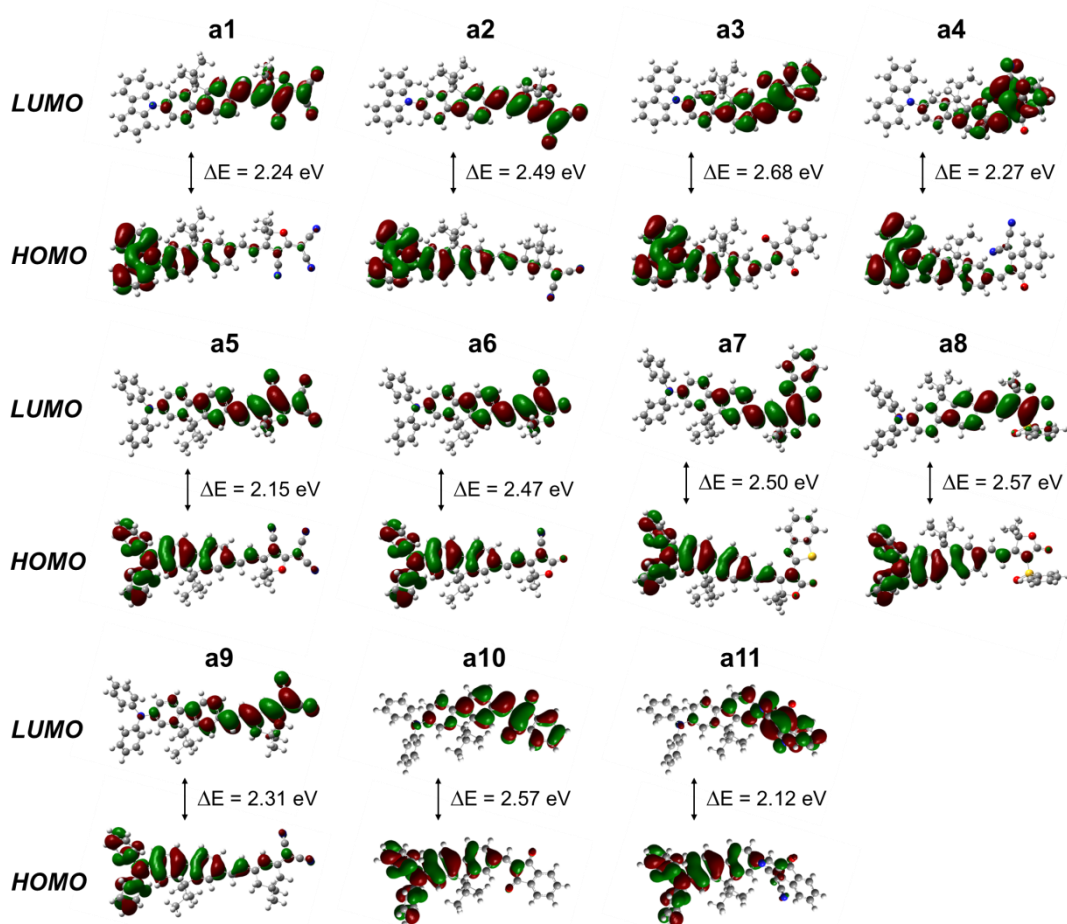 a1 a2 a3 a4
LUMO
ΔE = 2.24 eV ΔE = 2.49 eV ΔE = 2.68 eV ΔE = 2.27 eV
HOMO
a5 a6 a7 a8
LUMO
ΔE = 2.15 eV ΔE = 2.47 eV ΔE = 2.50 eV ΔE = 2.57 eV
HOMO
a9 a10 a11
LUMO
ΔE = 2.31 eV ΔE = 2.57 eV ΔE = 2.12 eV
HOMO